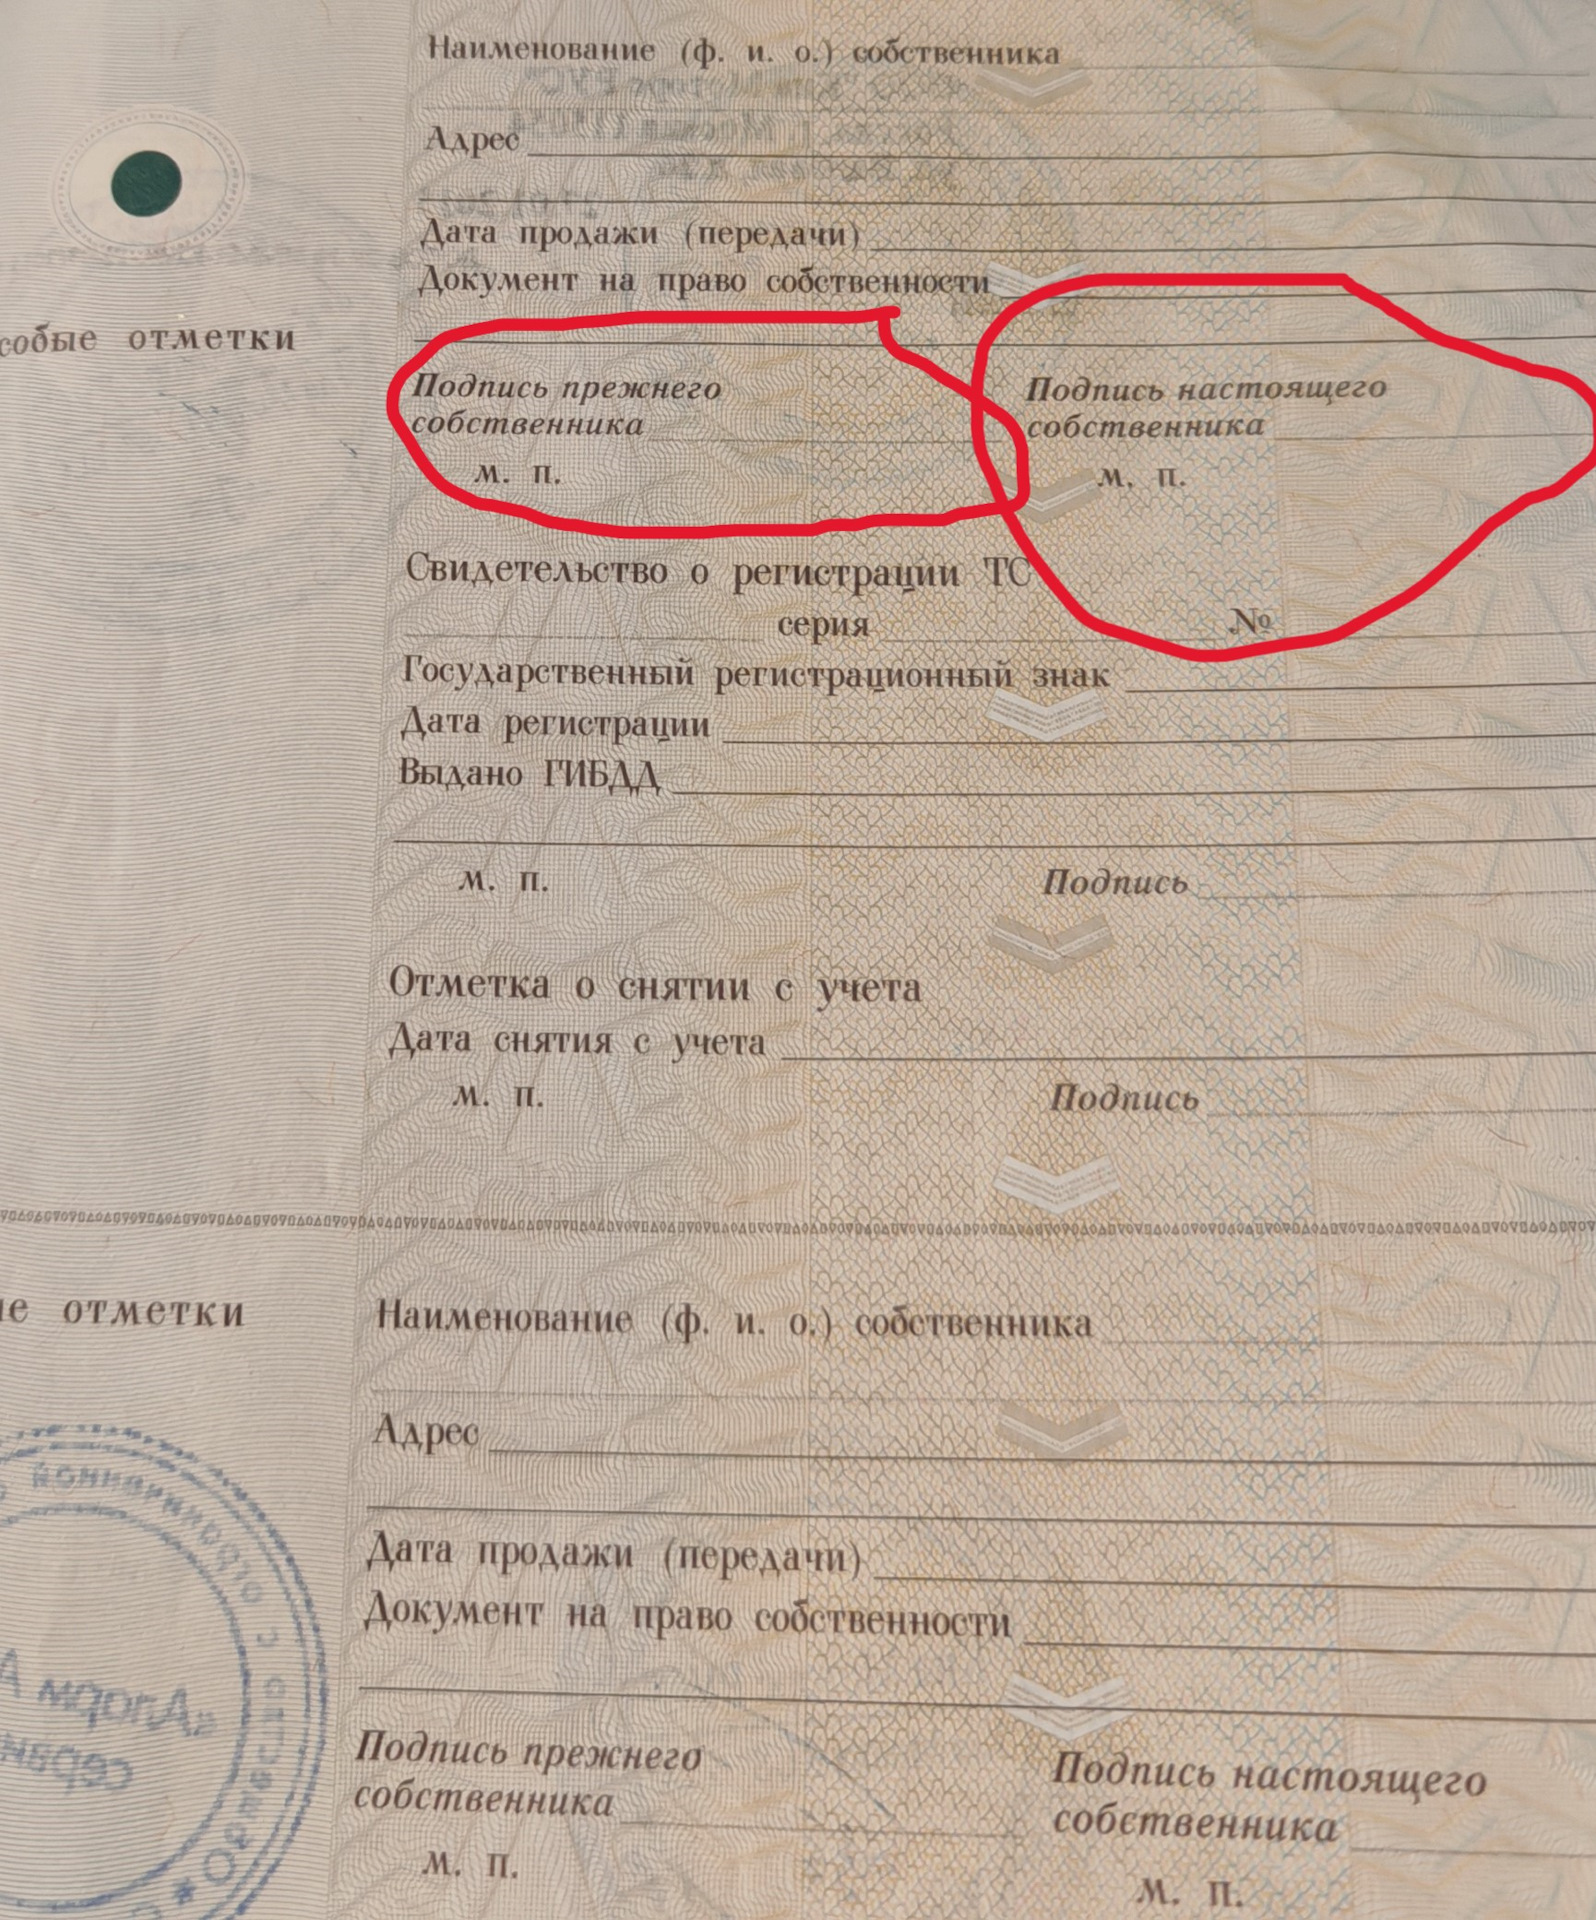 Наименование (ф. и. о.) собственника
Адрес
Дата продажи (передачи)
Документ на право собственности
собые отметки
Подпись прежнего собственника
м. п.
Подпись настоящего собственника
м. п.
Свидетельство о регистрации ТС
серия №
Государственный регистрационный знак
Дата регистрации
Выдано ГИБДД
м. п. Подпись
Отметка о снятии с учета
Дата снятия с учета
м. п. Подпись
е отметки
Наименование (ф. и. о.) собственника
Адрес
Дата продажи (передачи)
Документ на право собственности
Подпись прежнего собственника
м. п.
Подпись настоящего собственника
м. п.